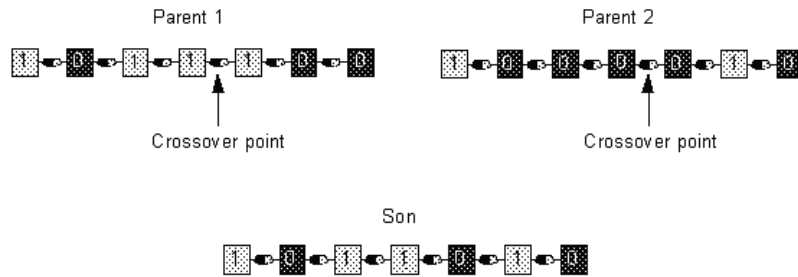 Parent 1
Parent 2
1 0 1 1 1 0 0
1 0 0 0 0 1 0
Crossover point
Crossover point
Son
1 0 1 1 0 1 0